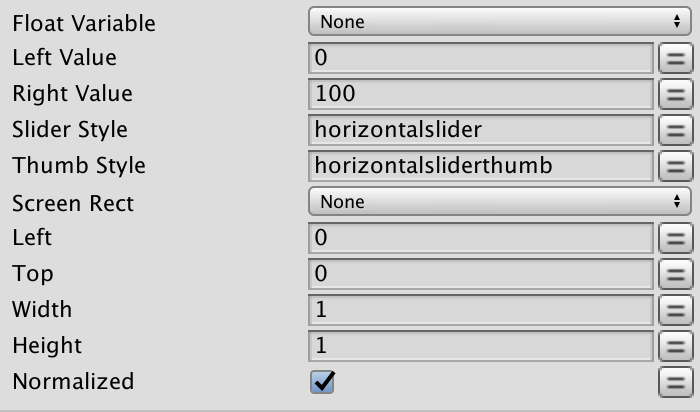 Float Variable None
Left Value 0
Right Value 100
Slider Style horizontalslider
Thumb Style horizontalsliderthumb
Screen Rect None
Left 0
Top 0
Width 1
Height 1
Normalized